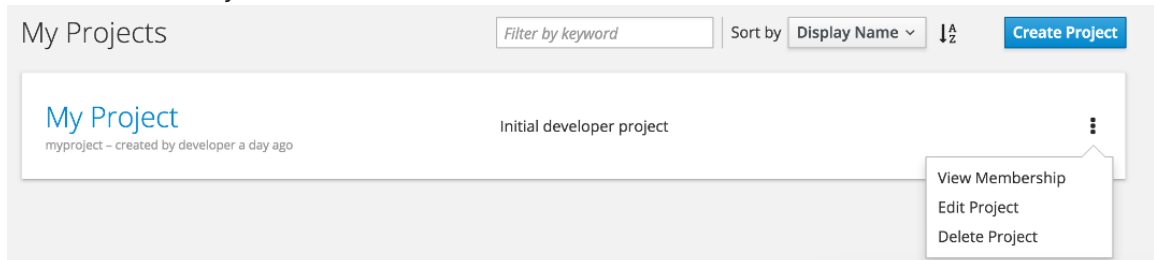 My Projects
Filter by keyword
Sort by Display Name
A
Z
Create Project
My Project
myproject – created by developer a day ago
Initial developer project
View Membership
Edit Project
Delete Project